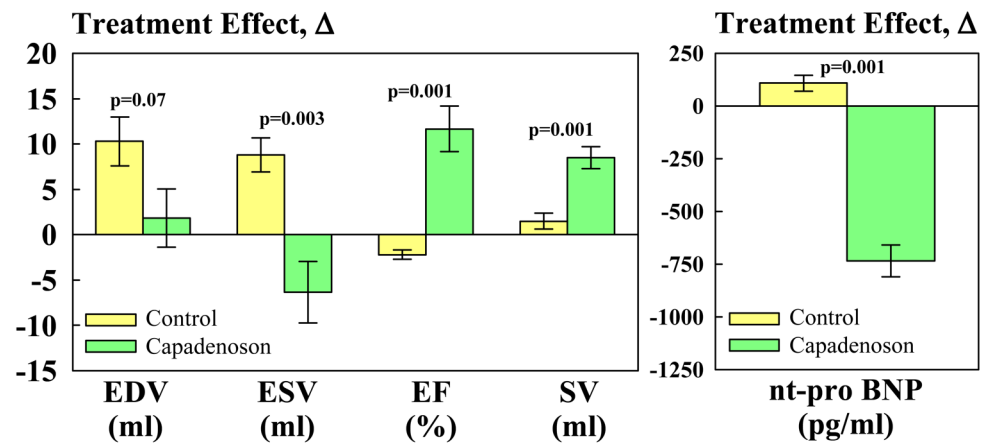 Treatment Effect, Δ
20
15
10
5
0
-5
-10
-15
p=0.07
p=0.003
p=0.001
p=0.001
Control
Capadenoson
EDV
(ml)
ESV
(ml)
EF
(%)
SV
(ml)
Treatment Effect, Δ
250
0
-250
-500
-750
-1000
-1250
p=0.001
Control
Capadenoson
nt-pro BNP
(pg/ml)